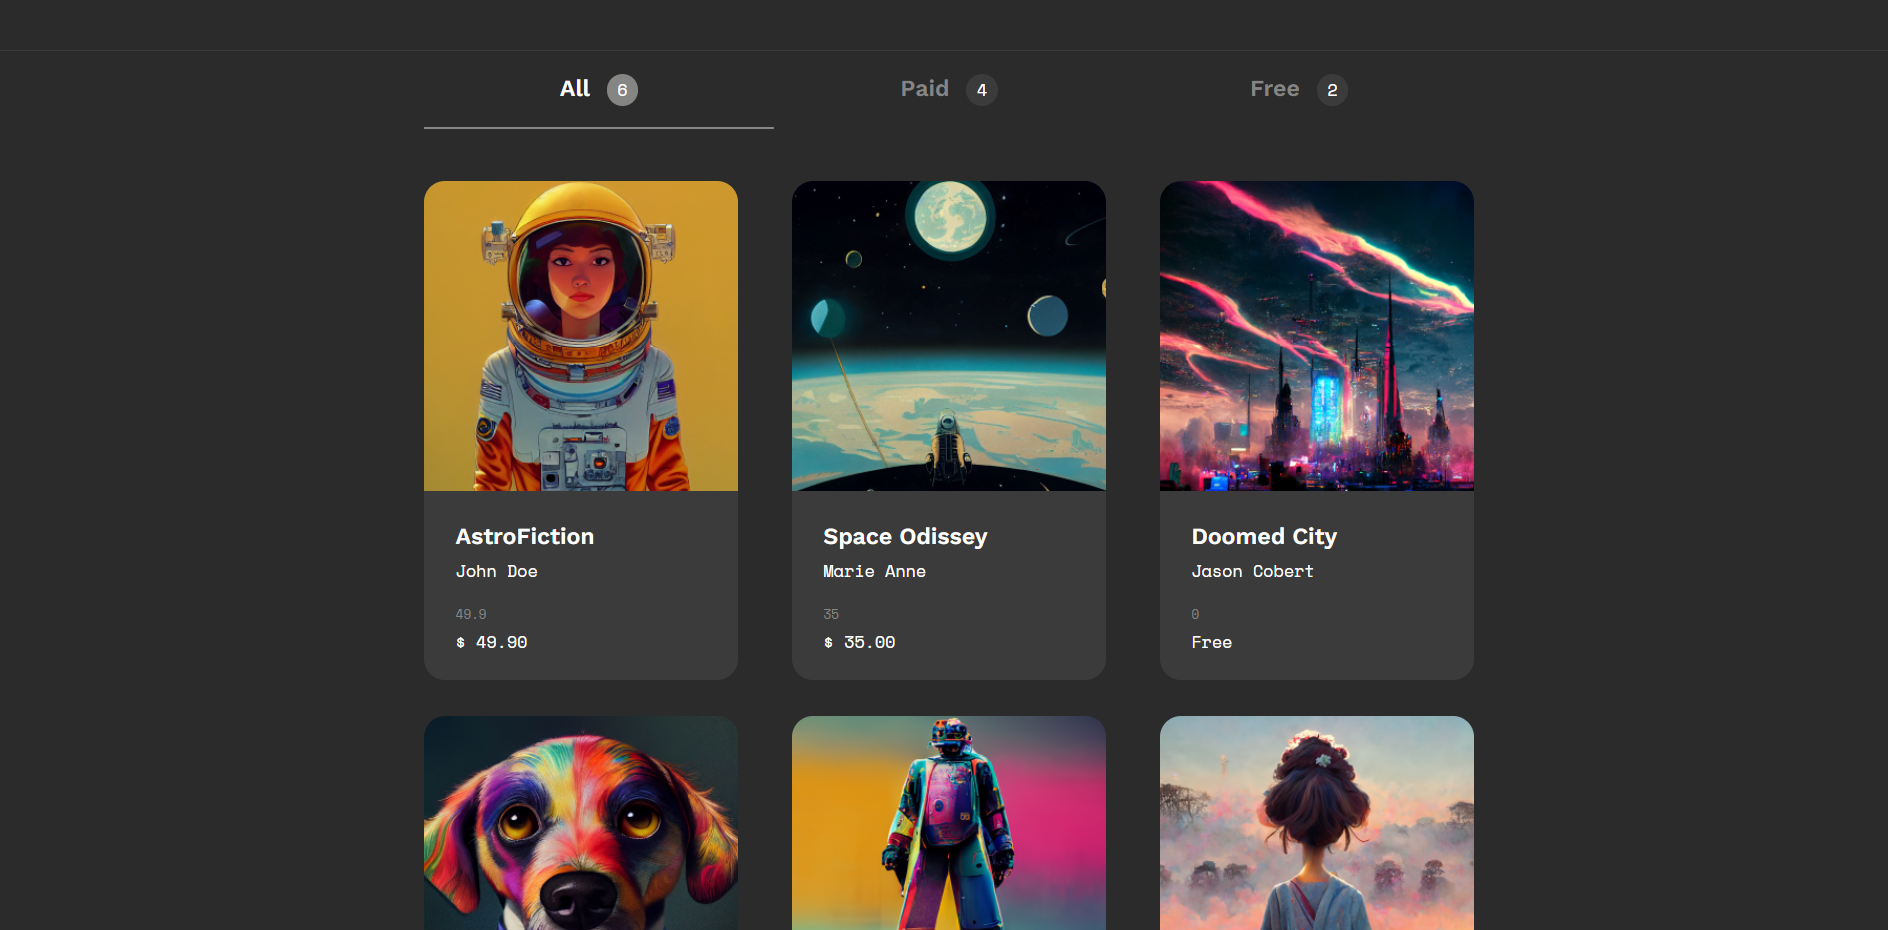 All 6
Paid 4
Free 2
AstroFiction
John Doe
49.9
$ 49.90
Space Odissey
Marie Anne
35
$ 35.00
Doomed City
Jason Cobert
0
Free